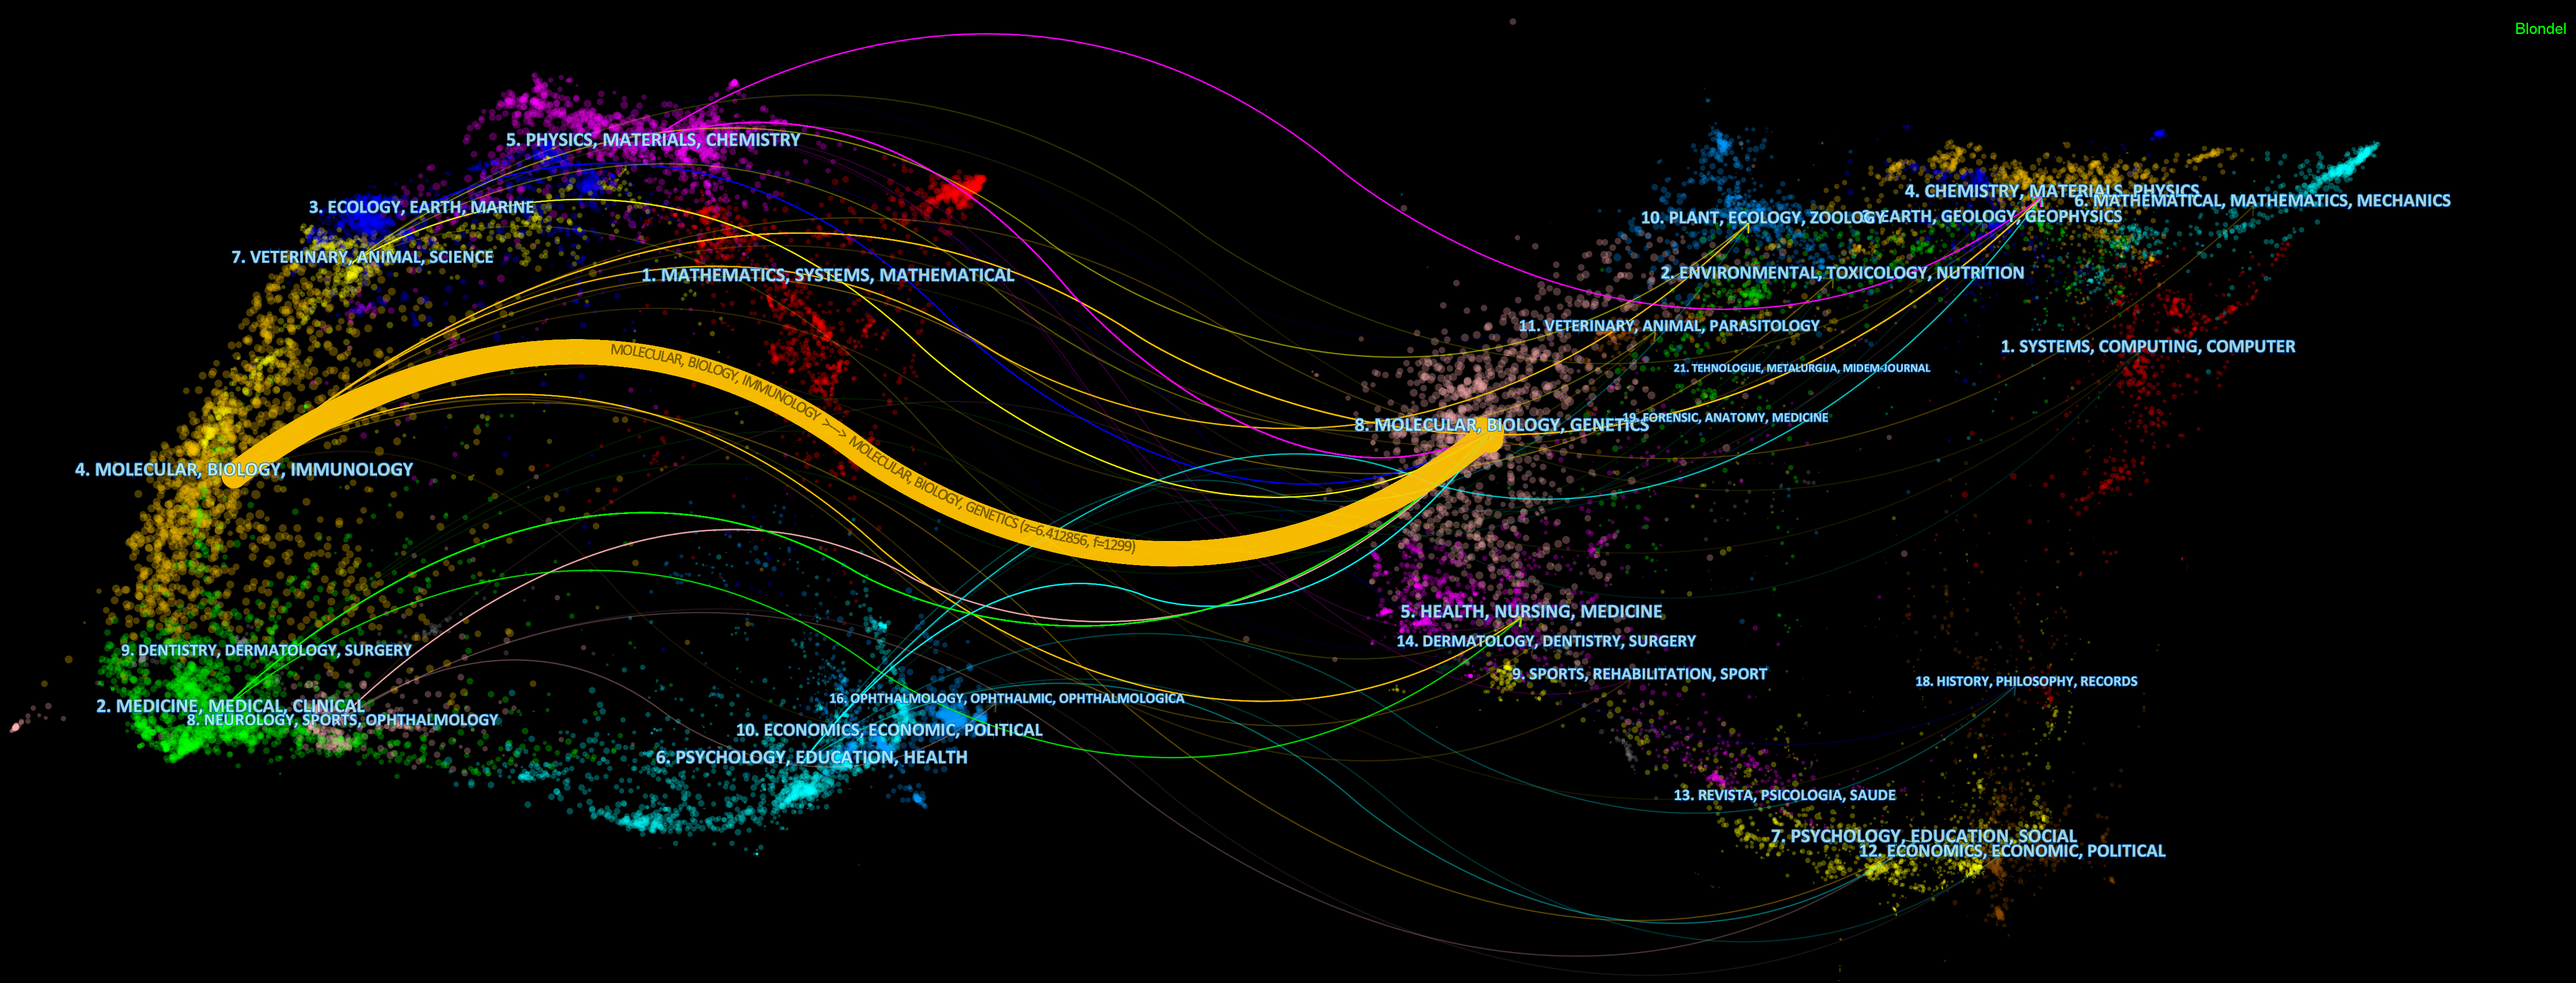 Blondel
5. PHYSICS, MATERIALS, CHEMISTRY
3. ECOLOGY, EARTH, MARINE
7. VETERINARY, ANIMAL, SCIENCE
1. MATHEMATICS, SYSTEMS, MATHEMATICAL
MOLECULAR, BIOLOGY, IMMUNOLOGY >---> MOLECULAR, BIOLOGY, GENETICS (z=6.412856, f=1299)
4. MOLECULAR, BIOLOGY, IMMUNOLOGY
9. DENTISTRY, DERMATOLOGY, SURGERY
2. MEDICINE, MEDICAL, CLINICAL
8. NEUROLOGY, SPORTS, OPHTHALMOLOGY
16. OPHTHALMOLOGY, OPHTHALMIC, OPHTHALMOLOGICA
10. ECONOMICS, ECONOMIC, POLITICAL
6. PSYCHOLOGY, EDUCATION, HEALTH
4. CHEMISTRY, MATERIALS, PHYSICS
6. MATHEMATICAL, MATHEMATICS, MECHANICS
10. PLANT, ECOLOGY, ZOOLOGY
EARTH, GEOLOGY, GEOPHYSICS
2. ENVIRONMENTAL, TOXICOLOGY, NUTRITION
11. VETERINARY, ANIMAL, PARASITOLOGY
1. SYSTEMS, COMPUTING, COMPUTER
21. TEHNOLOGIJE, METALURGIJA, MIDEM-JOURNAL
19. FORENSIC, ANATOMY, MEDICINE
8. MOLECULAR, BIOLOGY, GENETICS
5. HEALTH, NURSING, MEDICINE
14. DERMATOLOGY, DENTISTRY, SURGERY
9. SPORTS, REHABILITATION, SPORT
18. HISTORY, PHILOSOPHY, RECORDS
13. REVISTA, PSICOLOGIA, SAUDE
7. PSYCHOLOGY, EDUCATION, SOCIAL
12. ECONOMICS, ECONOMIC, POLITICAL